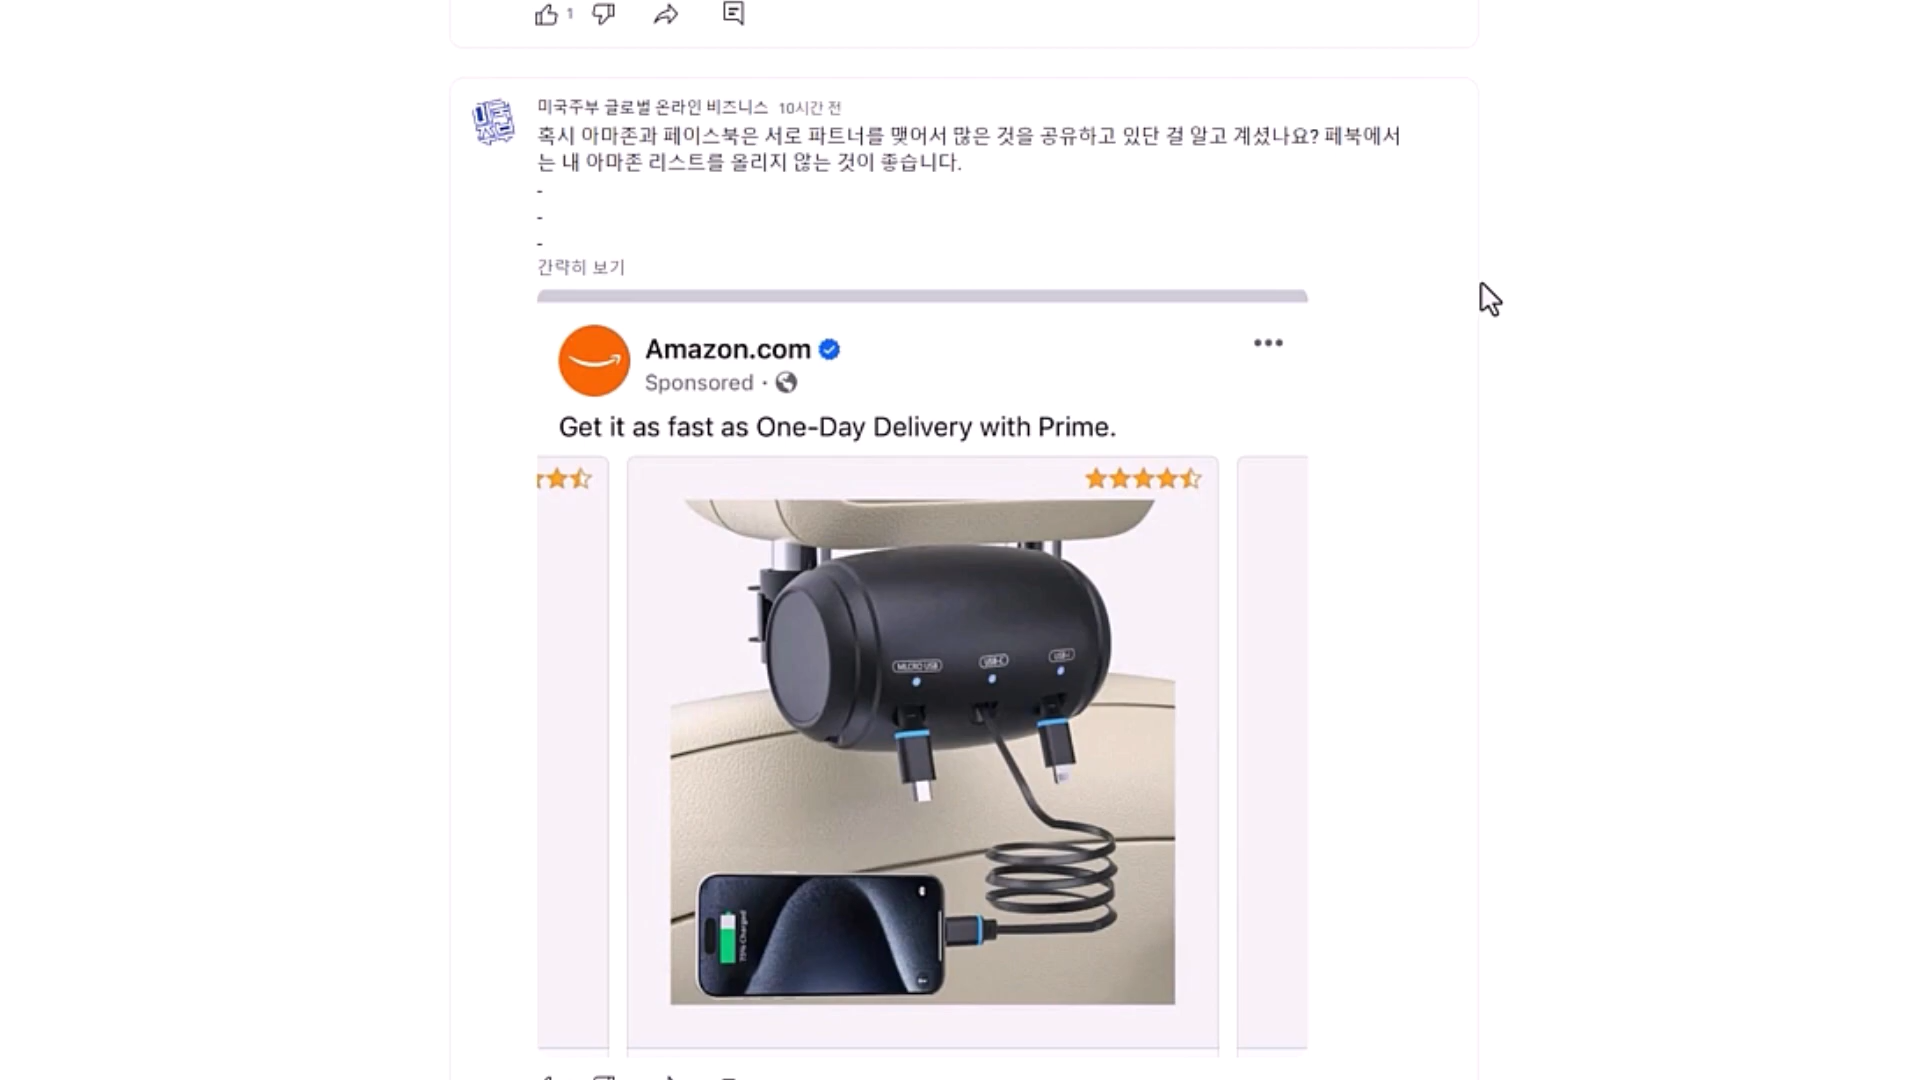 1
미국주부 글로벌 온라인 비즈니스 10시간 전
혹시 아마존과 페이스북은 서로 파트너를 맺어서 많은 것을 공유하고 있단 걸 알고 계셨나요? 페북에서
는 내 아마존 리스트를 올리지 않는 것이 좋습니다.
-
-
-
간략히 보기
Amazon.com
Sponsored ·
Get it as fast as One-Day Delivery with Prime.
MICRO USB
USB-C